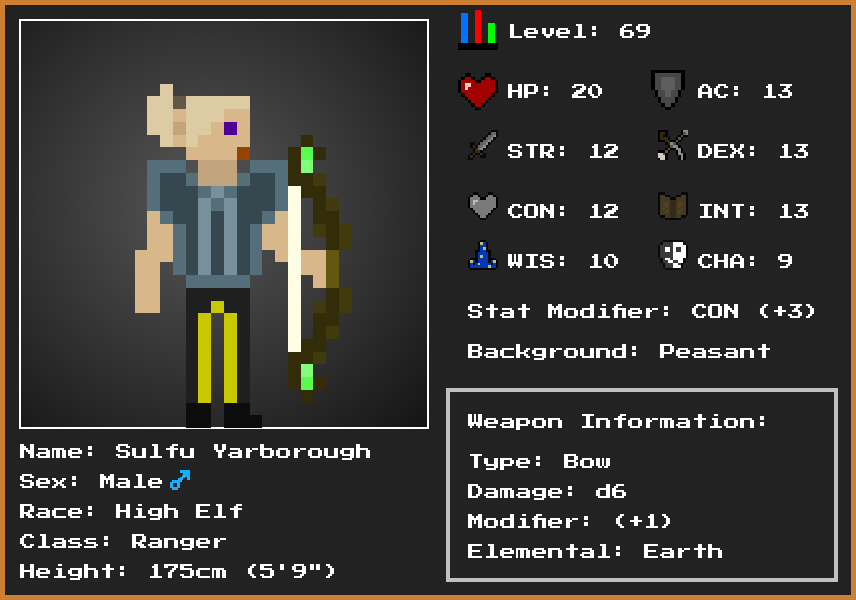 Level: 69
HP: 20
AC: 13
STR: 12
DEX: 13
CON: 12
INT: 13
WIS: 10
CHA: 9
Stat Modifier: CON (+3)
Background: Peasant
Weapon Information:
Type: Bow
Damage: d6
Modifier: (+1)
Elemental: Earth
Name: Sulfu Yarborough
Sex: Male♂
Race: High Elf
Class: Ranger
Height: 175cm (5'9")